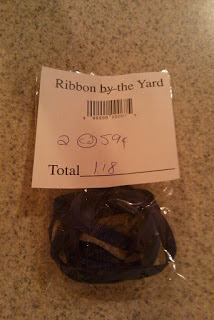 Ribbon by the Yard
2 @ 59¢
Total 118